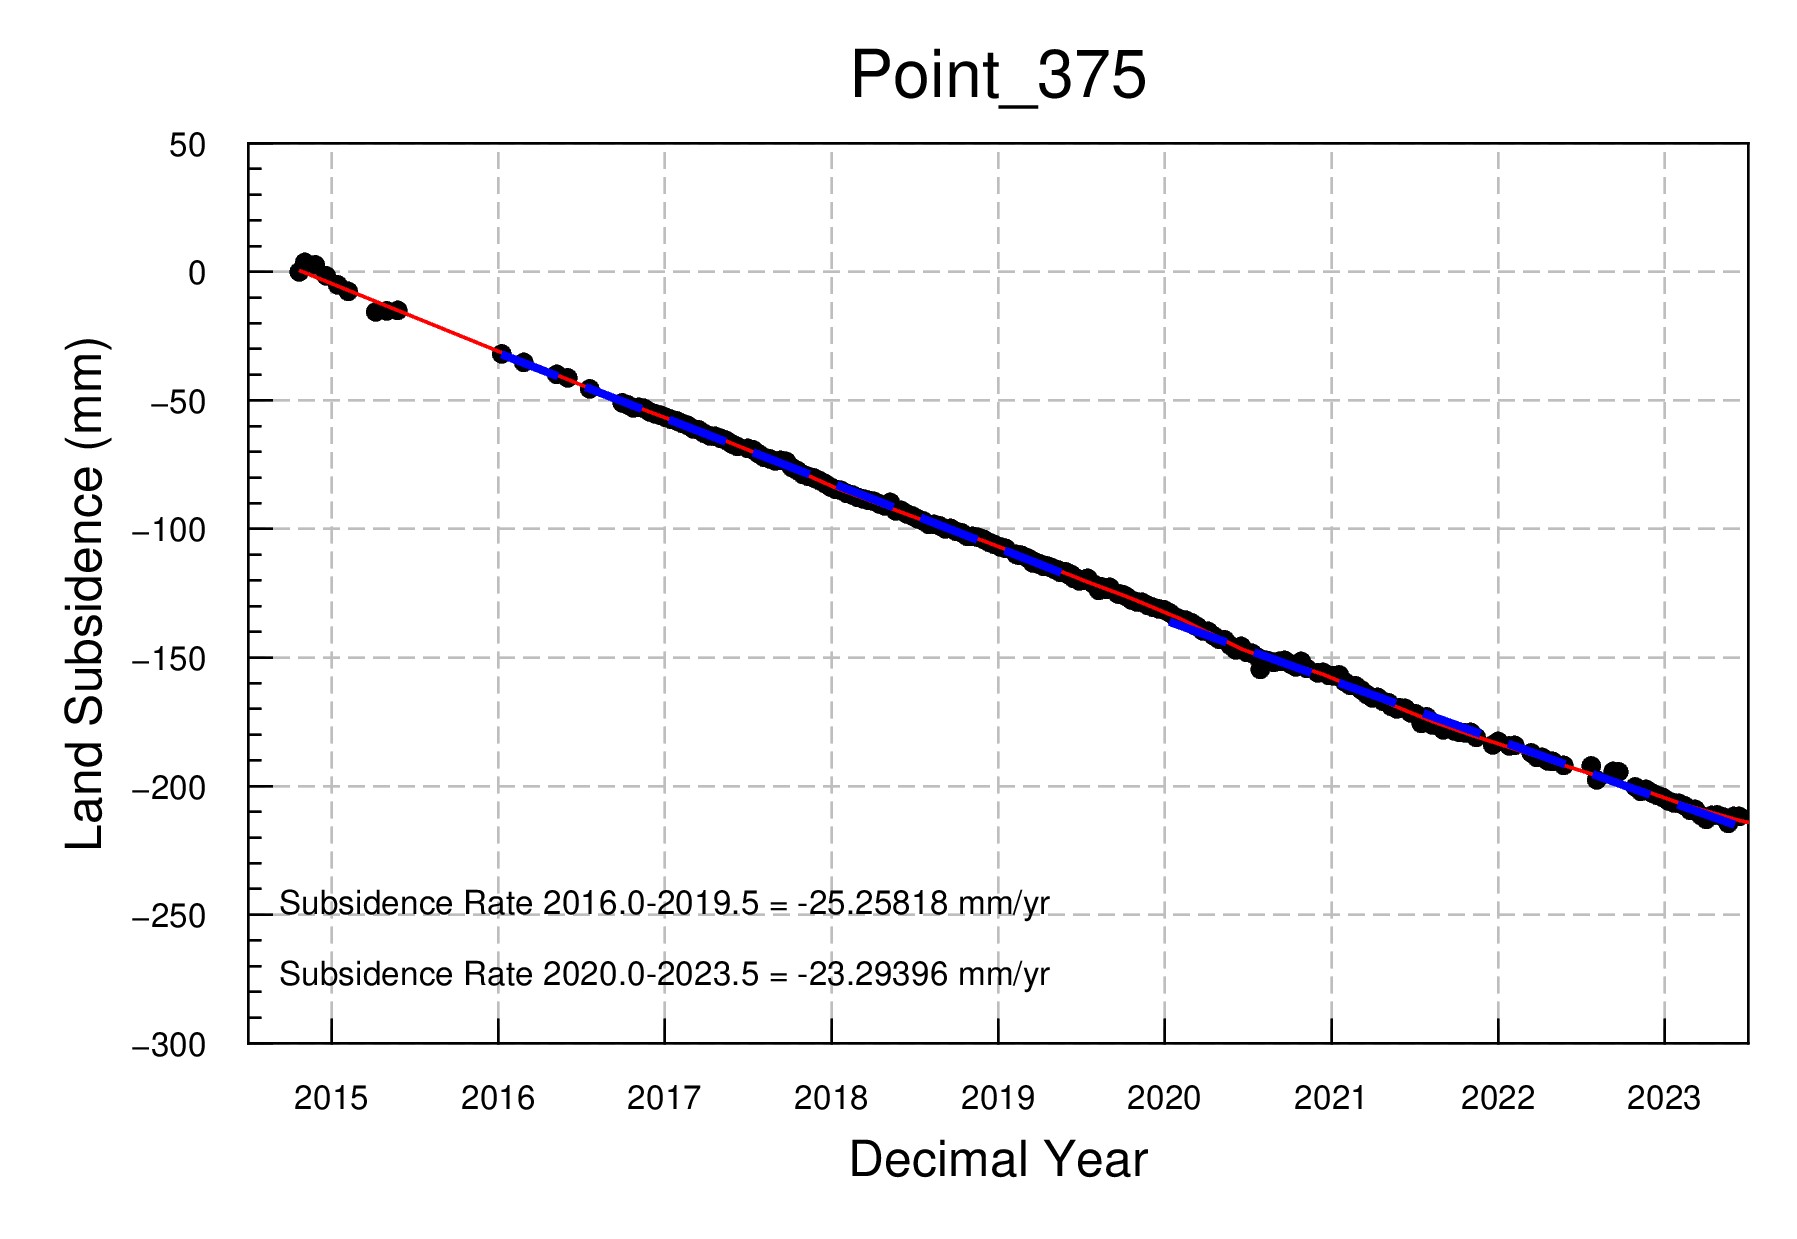 Point_375
Land Subsidence (mm)
50
0
−50
−100
−150
−200
−250
−300
Subsidence Rate 2016.0-2019.5 = -25.25818 mm/yr
Subsidence Rate 2020.0-2023.5 = -23.29396 mm/yr
2015 2016 2017 2018 2019 2020 2021 2022 2023
Decimal Year